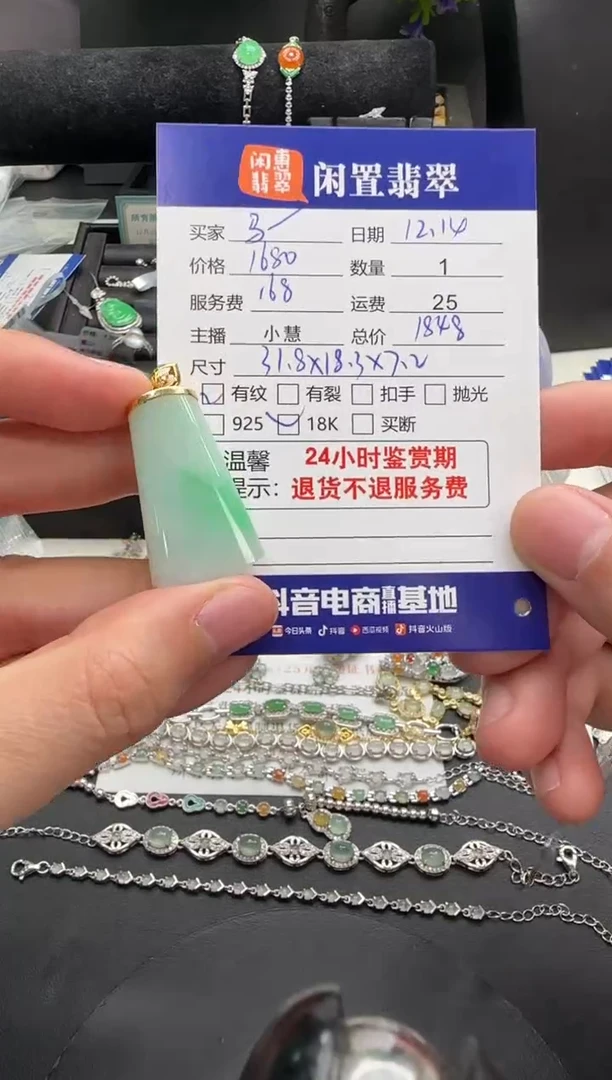 闲惠翡翠 闲置翡翠
买家 马 日期 12.14
价格 1680 数量 1
服务费 168 运费 25
主播 小慧 总价 1848
尺寸 31.8X18.3X7.2
有纹 有裂 扣手 抛光
925 18K 买断
温馨 24小时鉴赏期
提示: 退货不退服务费
抖音电商直播基地
今日头条 抖音 西瓜视频 抖音火山版